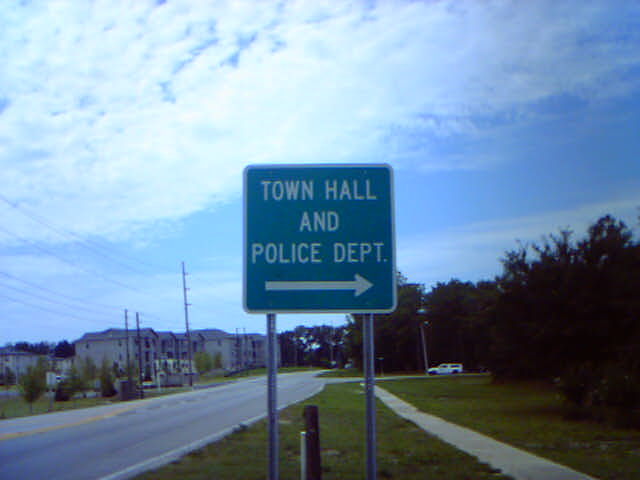 TOWN HALL
AND
POLICE DEPT.